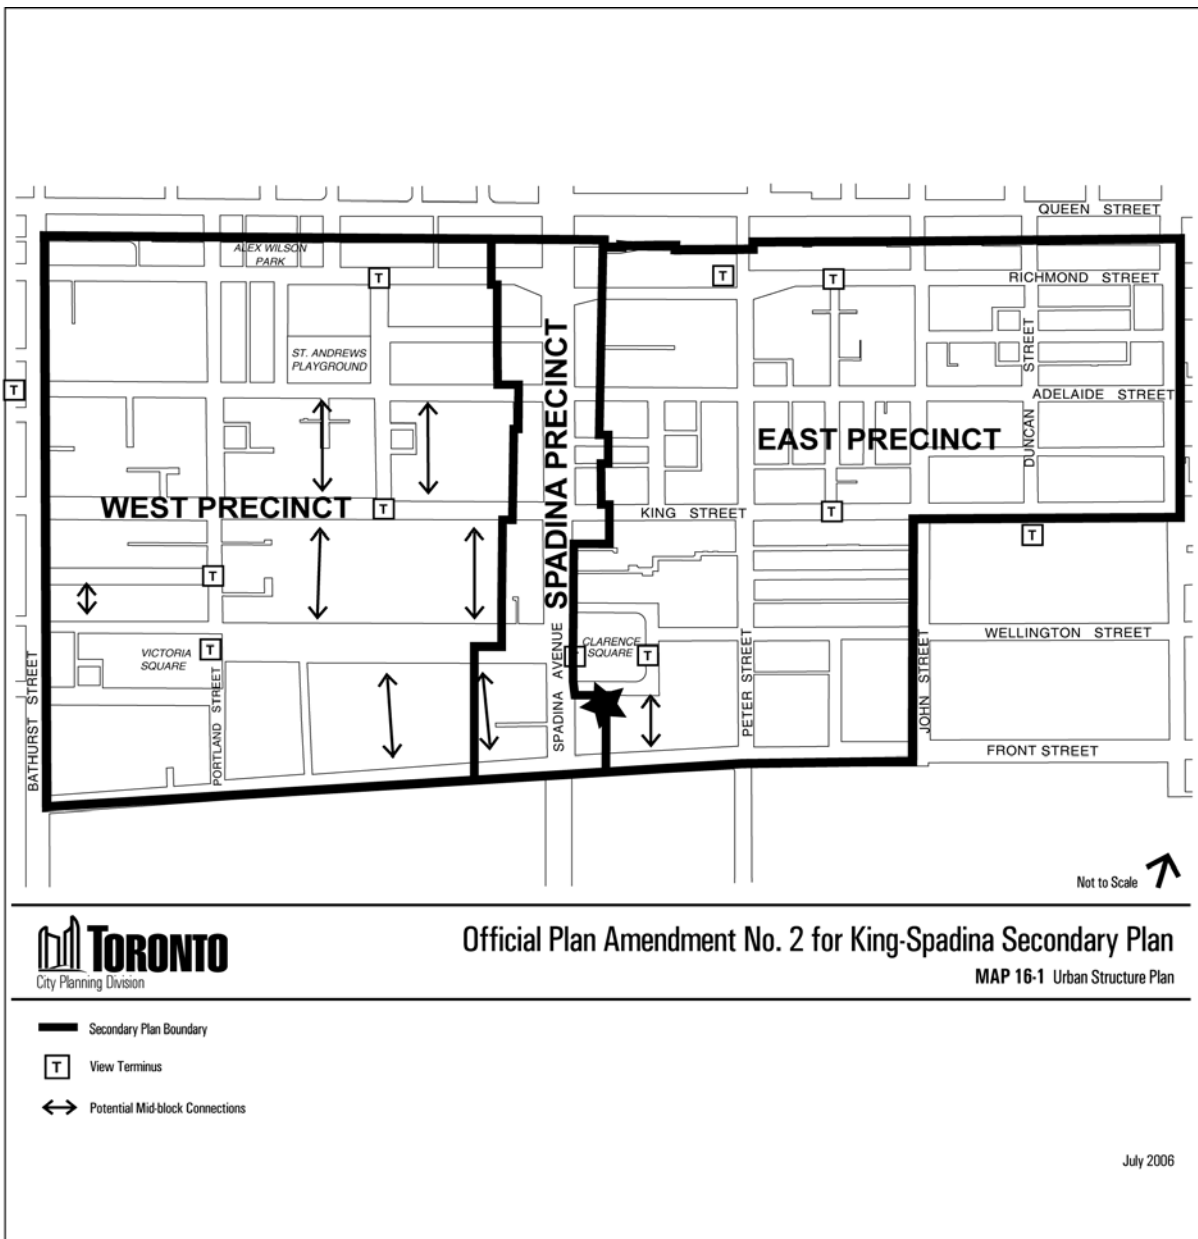 QUEEN STREET
ALEX WILSON
PARK
T
T
T
RICHMOND STREET
ST. ANDREWS
PLAYGROUND
DUNCAN STREET
T
ADELAIDE STREET
SPADINA PRECINCT
EAST PRECINCT
WEST PRECINCT
T
KING STREET
T
T
T
VICTORIA
SQUARE
T
CLARENCE
SQUARE
T
T
WELLINGTON STREET
BATHURST STREET
PORTLAND STREET
SPADINA AVENUE
PETER STREET
JOHN STREET
FRONT STREET
Not to Scale
TORONTO
City Planning Division
Official Plan Amendment No. 2 for King-Spadina Secondary Plan
MAP 16-1 Urban Structure Plan
Secondary Plan Boundary
T View Terminus
Potential Mid-block Connections
July 2006